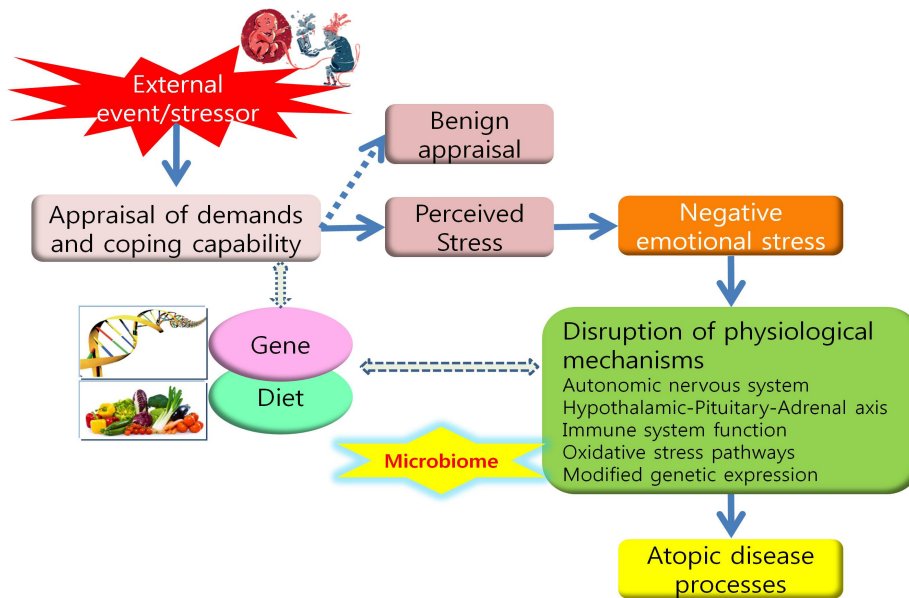 External
event/stressor
Benign
appraisal
Appraisal of demands
and coping capability
Perceived
Stress
Negative
emotional stress
Gene
Diet
Disruption of physiological
mechanisms
Autonomic nervous system
Hypothalamic-Pituitary-Adrenal axis
Immune system function
Oxidative stress pathways
Modified genetic expression
Microbiome
Atopic disease
processes